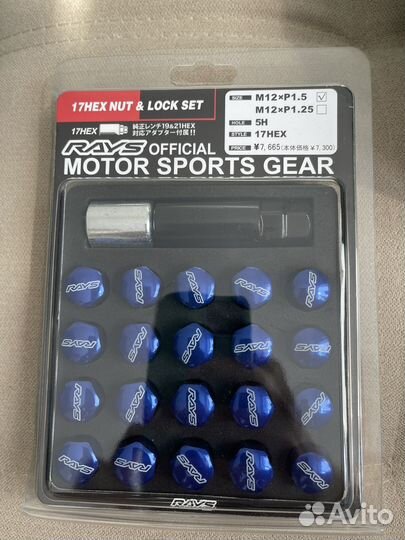 17HEX NUT & LOCK SET
17HEX 純正レンチ19&21HEX
対応アダプター付属!!
SIZE M12×P1.5 ✓
M12×P1.25
HOLE 5H
STYLE 17HEX
PRICE ¥7,665(本体価格¥7,300)
RAYS OFFICIAL
MOTOR SPORTS GEAR
RAYS RAYS RAYS RAYS RAYS
RAYS RAYS RAYS RAYS RAYS
RAYS RAYS RAYS RAYS RAYS
RAYS RAYS RAYS RAYS RAYS
RAYS
Avito